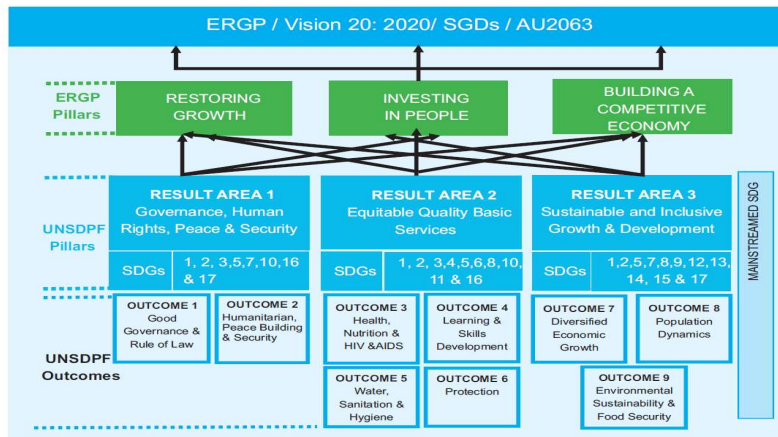 ERGP / Vision 20: 2020/ SGDs / AU2063
ERGP
Pillars
RESTORING
GROWTH
INVESTING
IN PEOPLE
BUILDING A
COMPETITIVE
ECONOMY
UNSDPF
Pillars
RESULT AREA 1
Governance, Human
Rights, Peace & Security
RESULT AREA 2
Equitable Quality Basic
Services
RESULT AREA 3
Sustainable and Inclusive
Growth & Development
SDGs
1, 2, 3,5,7,10,16
& 17
SDGs
1, 2, 3,4,5,6,8,10,
11 & 16
SDGs
1,2,5,7,8,9,12,13,
14, 15 & 17
MAINSTREAMED SDG
UNSDPF
Outcomes
OUTCOME 1
Good
Governance &
Rule of Law
OUTCOME 2
Humanitarian,
Peace Building
& Security
OUTCOME 3
Health,
Nutrition &
HIV &AIDS
OUTCOME 4
Learning &
Skills
Development
OUTCOME 5
Water,
Sanitation &
Hygiene
OUTCOME 6
Protection
OUTCOME 7
Diversified
Economic
Growth
OUTCOME 8
Population
Dynamics
OUTCOME 9
Environmental
Sustainability &
Food Security